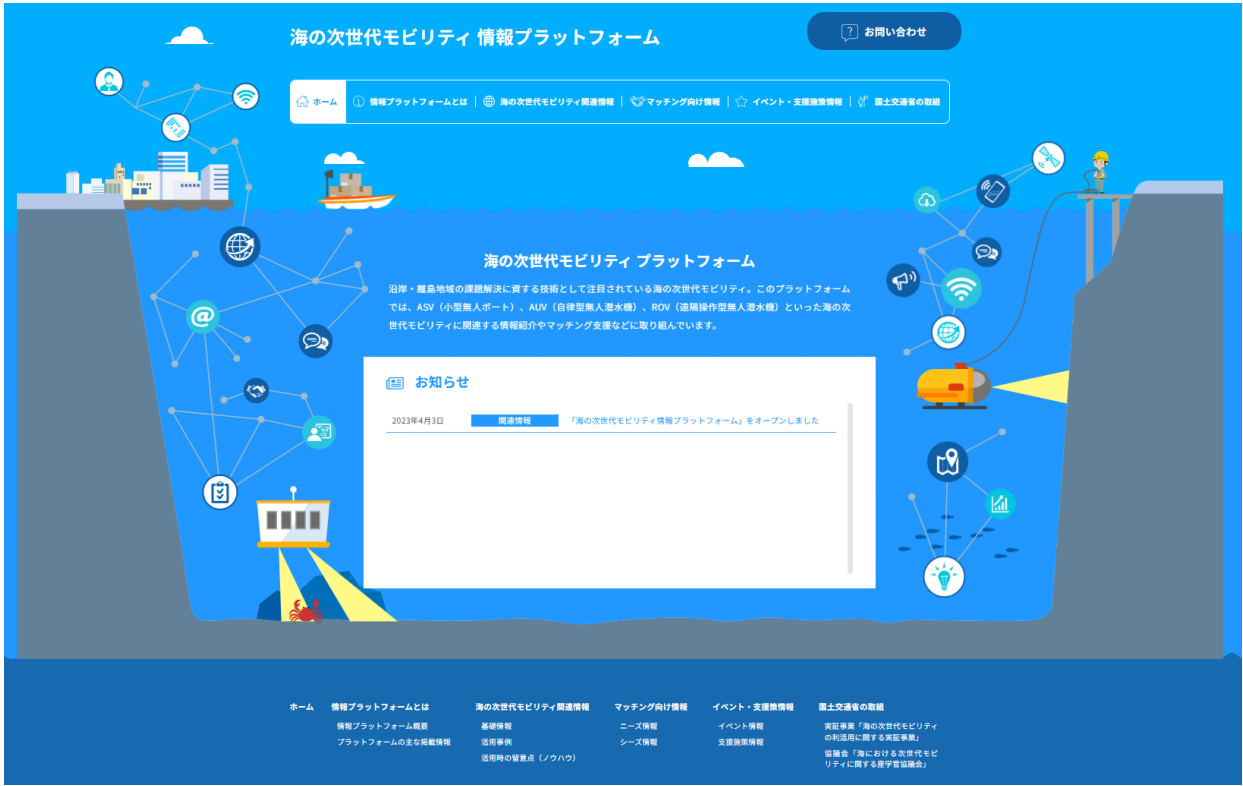 海の次世代モビリティ 情報プラットフォーム
お問い合わせ
ホーム
情報プラットフォームとは
海の次世代モビリティ関連情報
マッチング向け情報
イベント・支援施策情報
国土交通省の取組
海の次世代モビリティ プラットフォーム
沿岸・離島地域の課題解決に資する技術として注目されている海の次世代モビリティ。このプラットフォーム
では、ASV（小型無人ボート）、AUV（自律型無人潜水機）、ROV（遠隔操作型無人潜水機）といった海の次
世代モビリティに関連する情報紹介やマッチング支援などに取り組んでいます。
お知らせ
2023年4月3日 関連情報 「海の次世代モビリティ情報プラットフォーム」をオープンしました
ホーム
情報プラットフォームとは
情報プラットフォーム概要
プラットフォームの主な掲載情報
海の次世代モビリティ関連情報
基礎情報
活用事例
活用時の留意点（ノウハウ）
マッチング向け情報
ニーズ情報
シーズ情報
イベント・支援策情報
イベント情報
支援施策情報
国土交通省の取組
実証事業「海の次世代モビリティ
の利活用に関する実証事業」
協議会「海における次世代モビ
リティに関する産学官協議会」